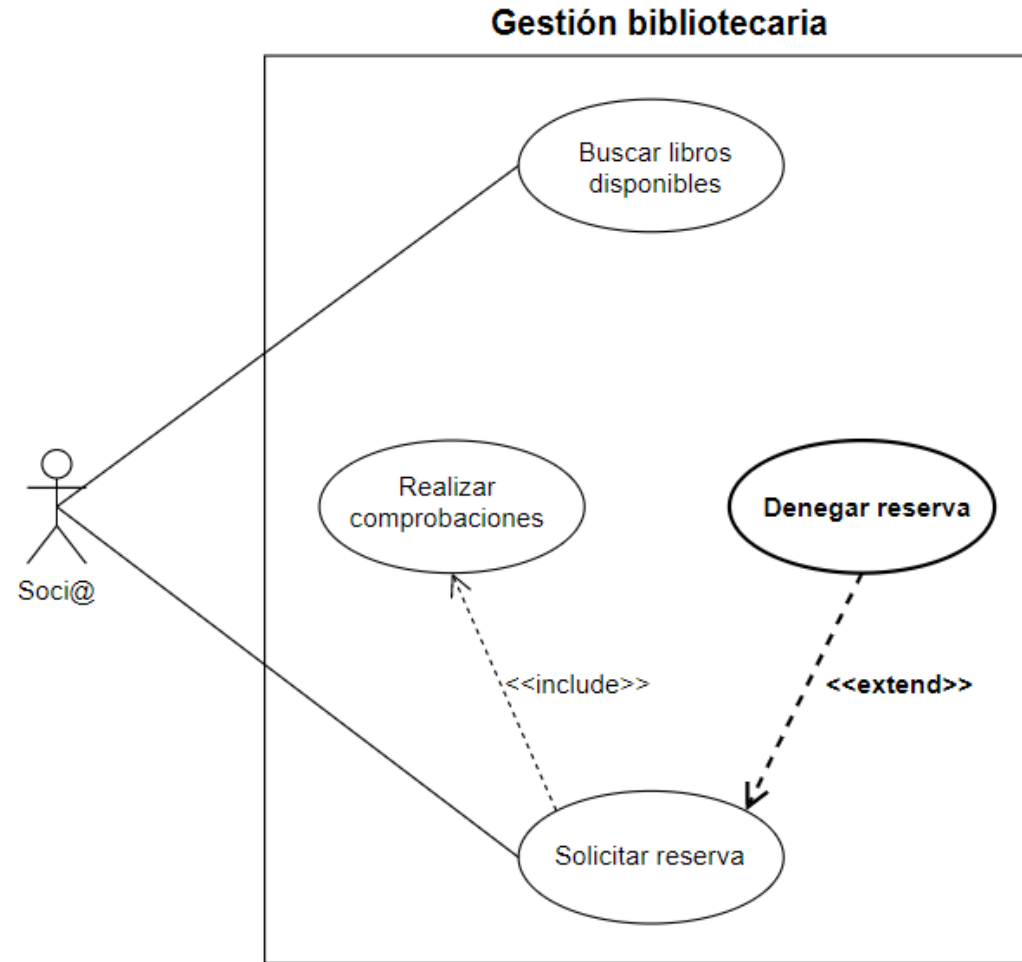 Gestión bibliotecaria
Buscar libros
disponibles
Realizar
comprobaciones
Denegar reserva
Soci@
<<include>>
<<extend>>
Solicitar reserva